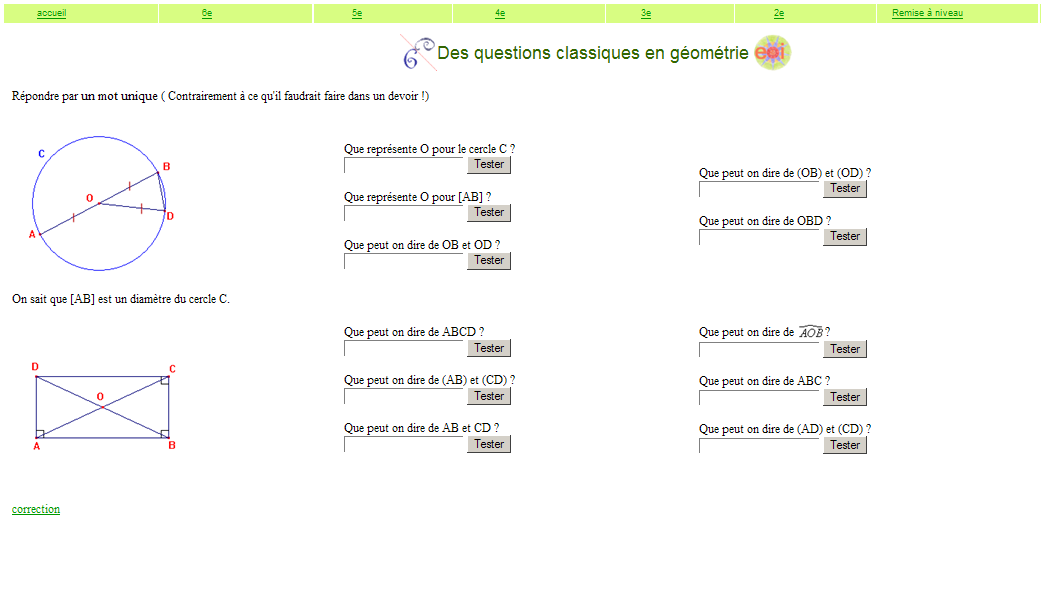 accueil 6e 5e 4e 3e 2e Remise à niveau
6 Des questions classiques en géométrie eoi
Répondre par un mot unique ( Contrairement à ce qu'il faudrait faire dans un devoir !)
C
B
O
D
A
Que représente O pour le cercle C ?
Tester
Que représente O pour [AB] ?
Tester
Que peut on dire de OB et OD ?
Tester
Que peut on dire de (OB) et (OD) ?
Tester
Que peut on dire de OBD ?
Tester
On sait que [AB] est un diamètre du cercle C.
D
C
O
A
B
Que peut on dire de ABCD ?
Tester
Que peut on dire de (AB) et (CD) ?
Tester
Que peut on dire de AB et CD ?
Tester
Que peut on dire de AOB ?
Tester
Que peut on dire de ABC ?
Tester
Que peut on dire de (AD) et (CD) ?
Tester
correction